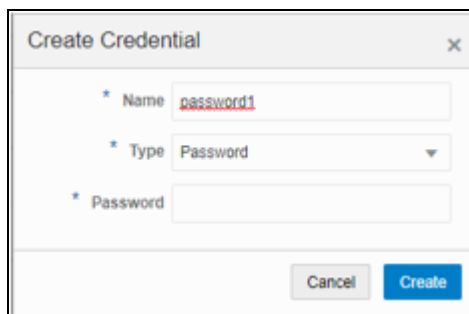 Create Credential ×
* Name password1
* Type Password
* Password
Cancel Create